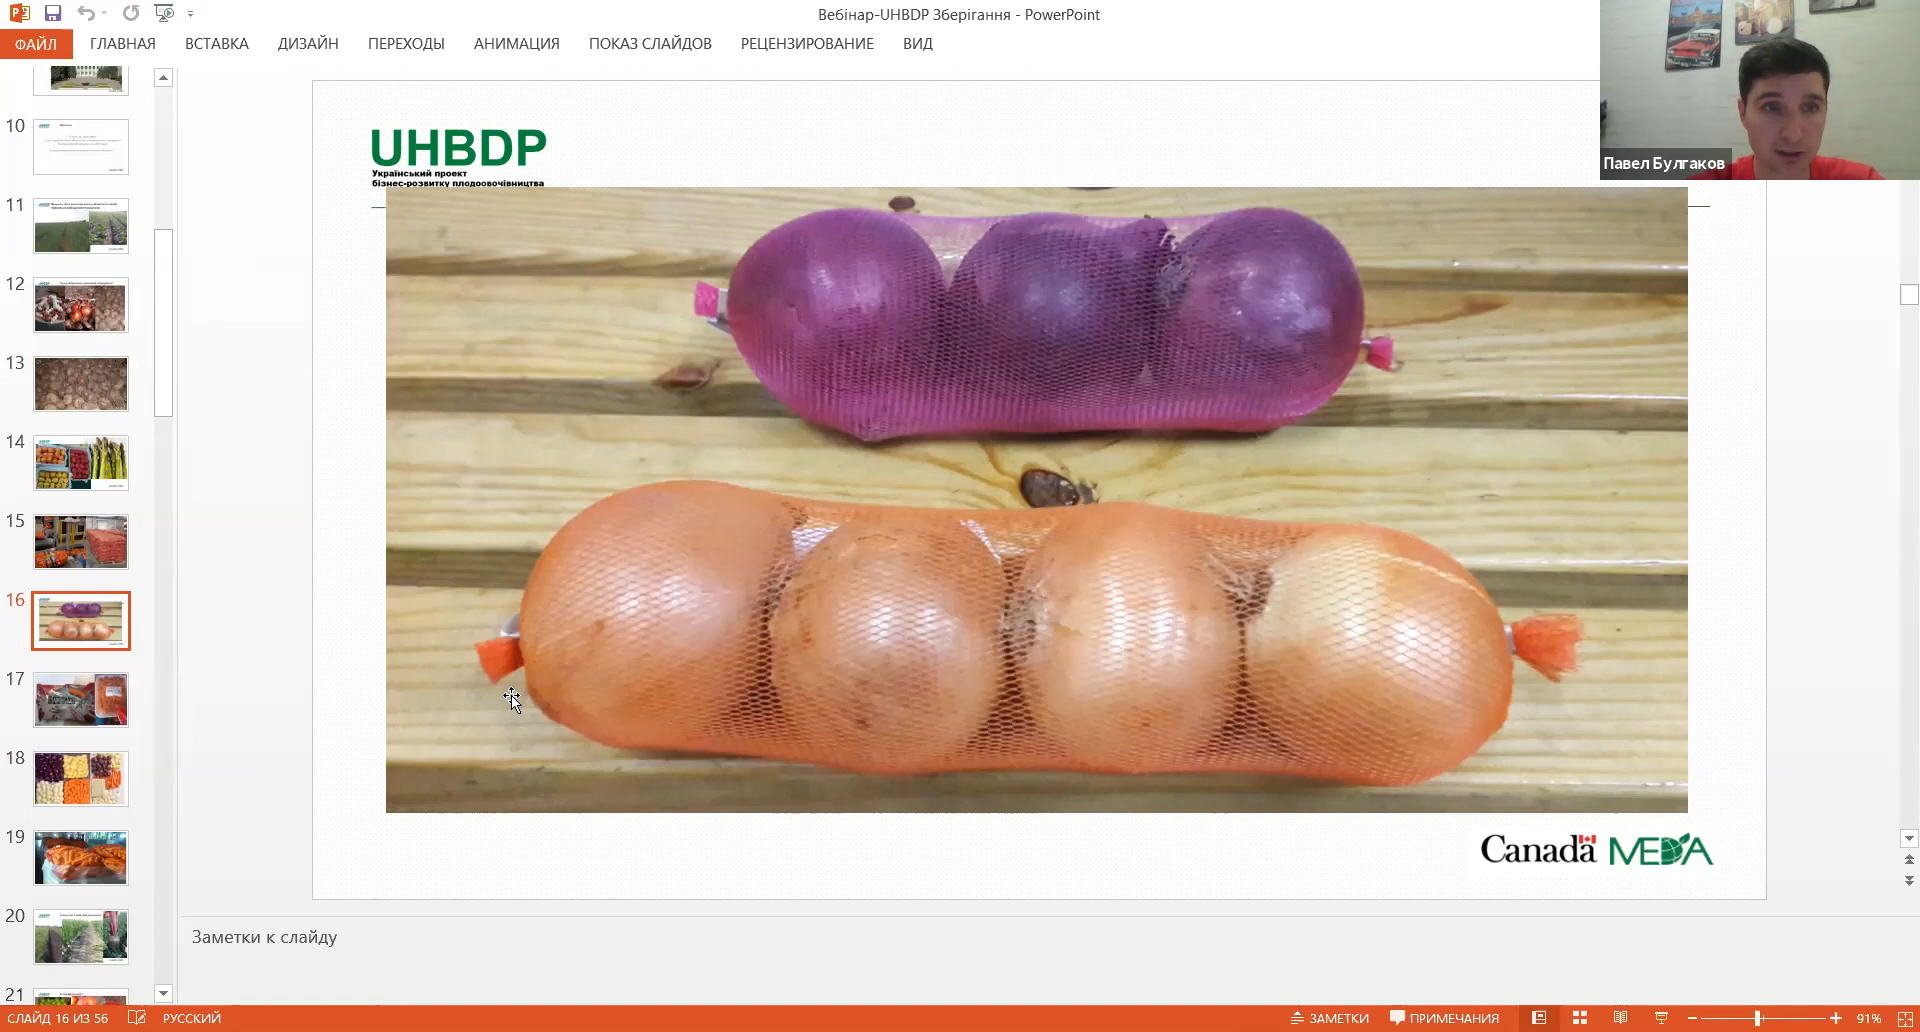 Вебінар-UHBDP Зберігання - PowerPoint
ФАЙЛ ГЛАВНАЯ ВСТАВКА ДИЗАЙН ПЕРЕХОДЫ АНИМАЦИЯ ПОКАЗ СЛАЙДОВ РЕЦЕНЗИРОВАНИЕ ВИД
Павел Булгаков
10
11
12
13
14
15
16
17
18
19
20
21
UHBDP
Український проект
бізнес-розвитку плодоовочівництва
Canada MEDA
Заметки к слайду
СЛАЙД 16 ИЗ 56 РУССКИЙ ЗАМЕТКИ ПРИМЕЧАНИЯ 91%